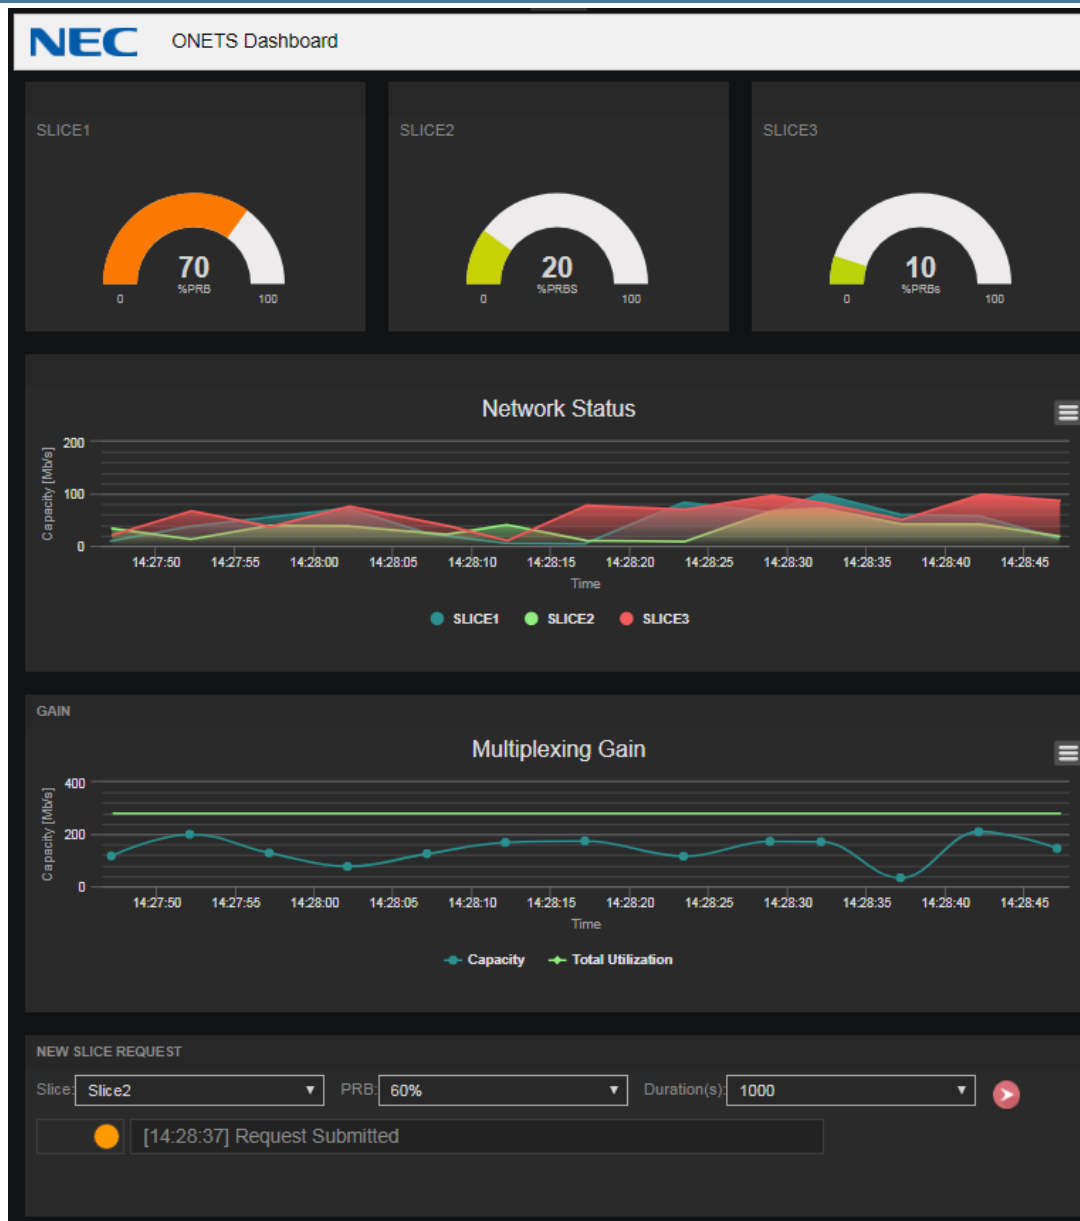 NEC ONETS Dashboard
SLICE1 SLICE2 SLICE3
70 20 10
%PRB %PRBS %PRBs
0 100 0 100 0 100
Network Status
Capacity [Mb/s]
200
100
0
14:27:50 14:27:55 14:28:00 14:28:05 14:28:10 14:28:15 14:28:20 14:28:25 14:28:30 14:28:35 14:28:40 14:28:45
Time
SLICE1 SLICE2 SLICE3
GAIN
Multiplexing Gain
Capacity [Mb/s]
400
200
0
14:27:50 14:27:55 14:28:00 14:28:05 14:28:10 14:28:15 14:28:20 14:28:25 14:28:30 14:28:35 14:28:40 14:28:45
Time
Capacity Total Utilization
NEW SLICE REQUEST
Slice: Slice2 PRB: 60% Duration(s): 1000
[14:28:37] Request Submitted